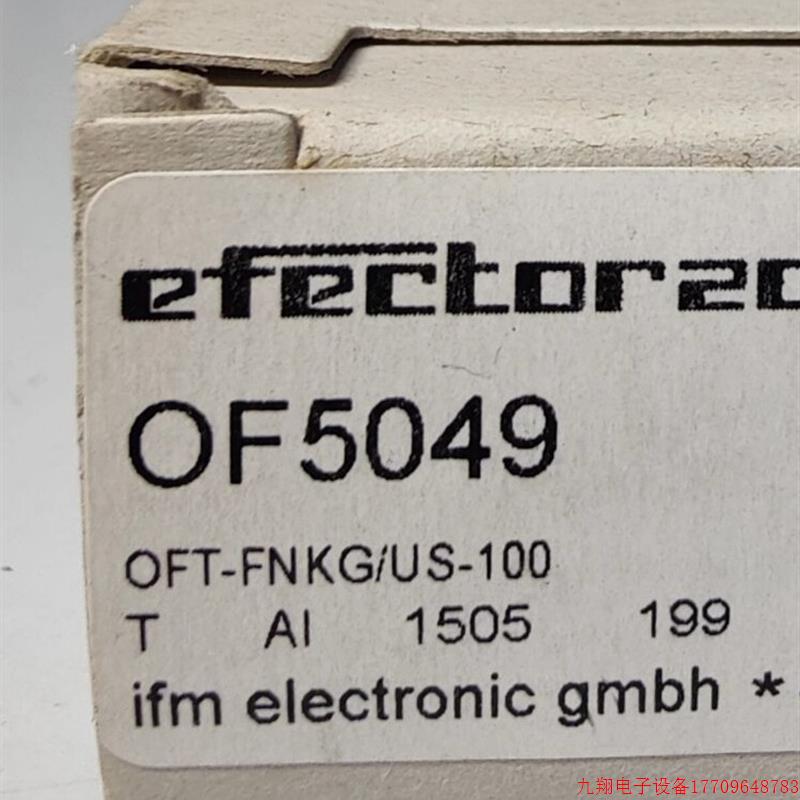 efector20
OF5049
OFT-FNKG/US-100
T AI 1505 199
ifm electronic gmbh *
九翔电子设备17709648783